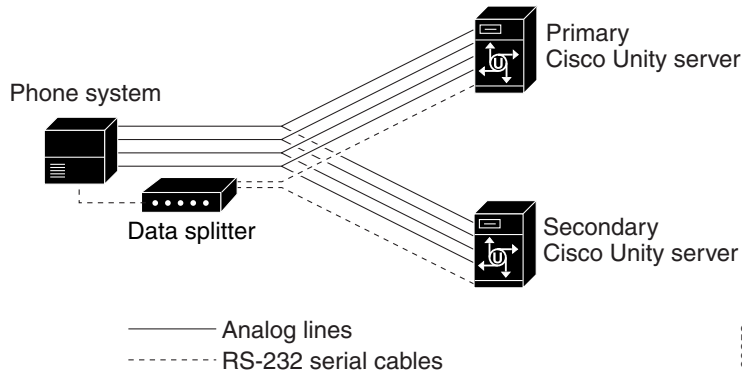 Primary
Cisco Unity server
Phone system
Data splitter
Secondary
Cisco Unity server
Analog lines
RS-232 serial cables